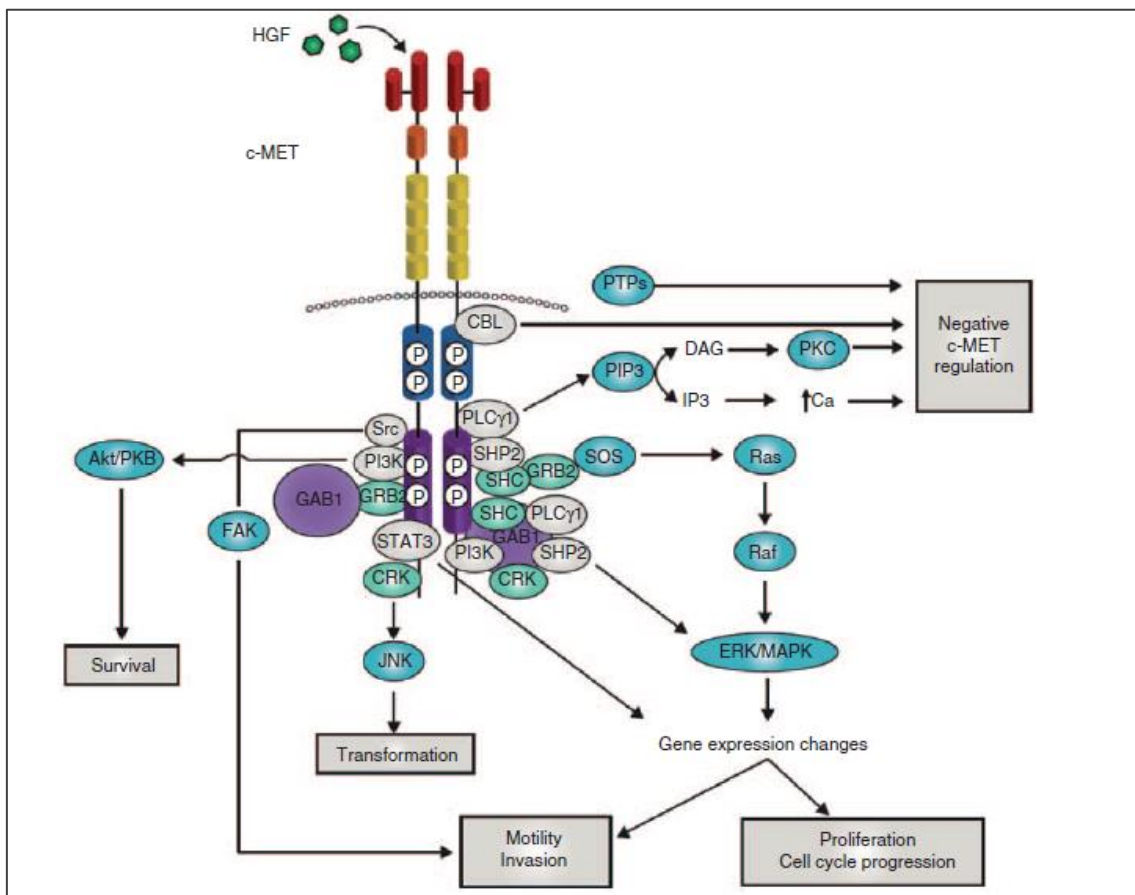 HGF
c-MET
PTPs
CBL
Negative
c-MET
regulation
DAG
PKC
PIP3
IP3
Ca
P
P
P
P
PLCγ1
Src
SHP2
SOS
Ras
Akt/PKB
PI3K
P
P
GRB2
SHC
GAB1
GRB2
P
P
SHC
PLCγ1
FAK
STAT3
GAB1
PI3K
SHP2
Raf
CRK
CRK
ERK/MAPK
Survival
JNK
Gene expression changes
Transformation
Motility
Invasion
Proliferation
Cell cycle progression